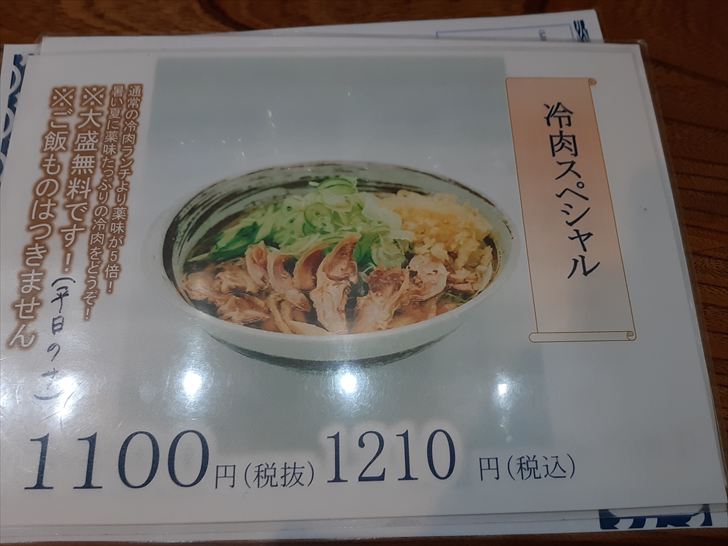 冷肉スペシャル
通常の冷肉ランチより薬味が5倍!
暑い夏に薬味たっぷりの冷肉をどうぞ!
※大盛無料です!(平日のみ)
※ご飯ものはつきません
1100円(税抜) 1210円(税込)